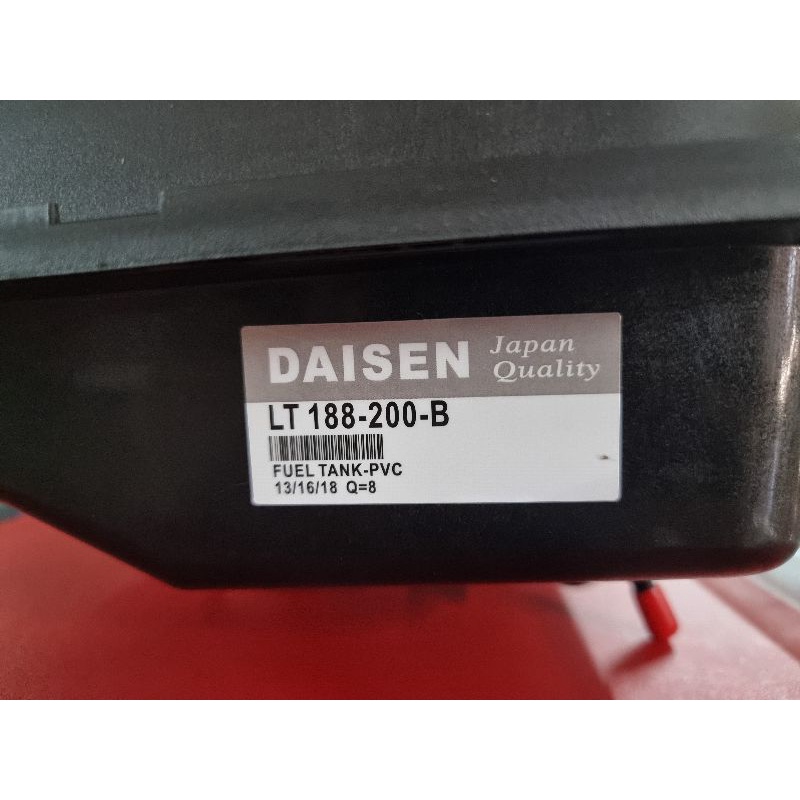 DAISEN Japan Quality
LT 188-200-B
FUEL TANK-PVC
13/16/18 Q=8